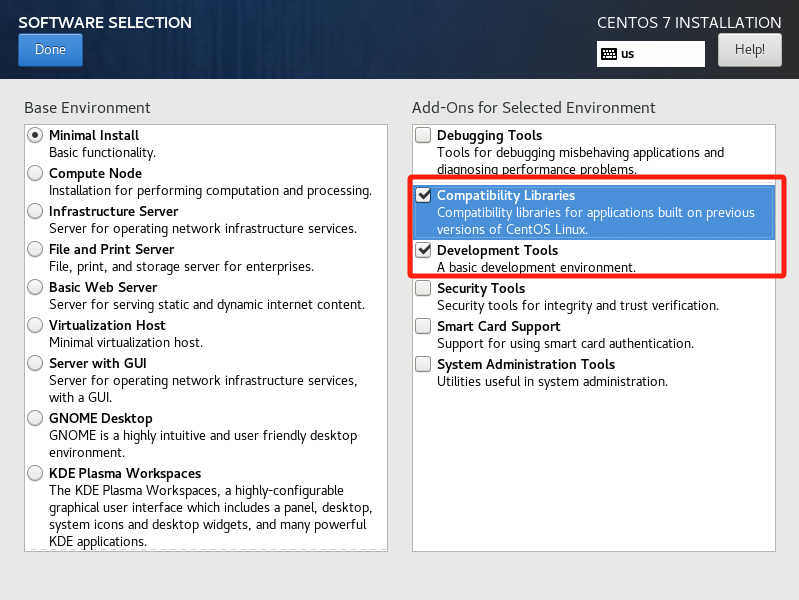 SOFTWARE SELECTION
Done
CENTOS 7 INSTALLATION
us
Help!
Base Environment
Minimal Install
Basic functionality.
Compute Node
Installation for performing computation and processing.
Infrastructure Server
Server for operating network infrastructure services.
File and Print Server
File, print, and storage server for enterprises.
Basic Web Server
Server for serving static and dynamic internet content.
Virtualization Host
Minimal virtualization host.
Server with GUI
Server for operating network infrastructure services,
with a GUI.
GNOME Desktop
GNOME is a highly intuitive and user friendly desktop
environment.
KDE Plasma Workspaces
The KDE Plasma Workspaces, a highly-configurable
graphical user interface which includes a panel, desktop,
system icons and desktop widgets, and many powerful
KDE applications.
Add-Ons for Selected Environment
Debugging Tools
Tools for debugging misbehaving applications and
diagnosing performance problems.
Compatibility Libraries
Compatibility libraries for applications built on previous
versions of CentOS Linux.
Development Tools
A basic development environment.
Security Tools
Security tools for integrity and trust verification.
Smart Card Support
Support for using smart card authentication.
System Administration Tools
Utilities useful in system administration.